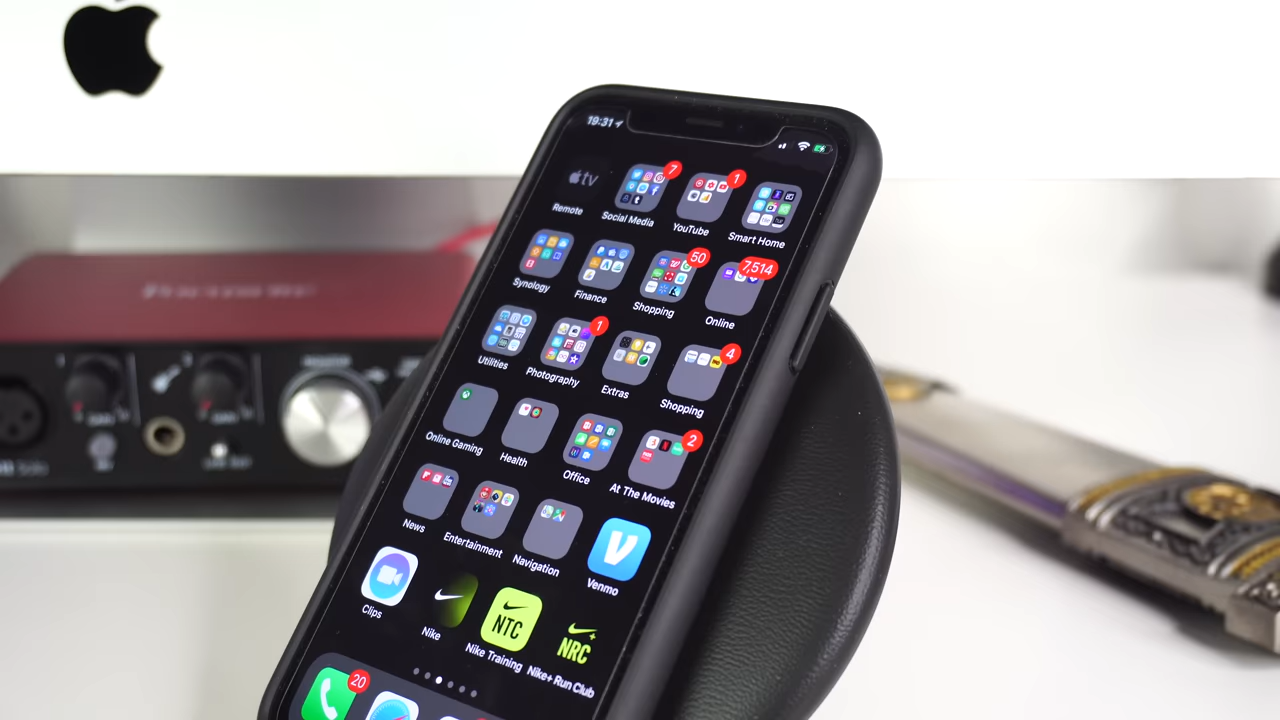 19:31
tv
7
1
Remote
Social Media
YouTube
Smart Home
50
7,514
Synology
Finance
Shopping
Online
1
4
Utilities
Photography
Extras
Shopping
2
Online Gaming
Health
Office
At The Movies
News
Entertainment
Navigation
Venmo
Clips
Nike
NTC
Nike Training
NRC
Nike+ Run Club
20